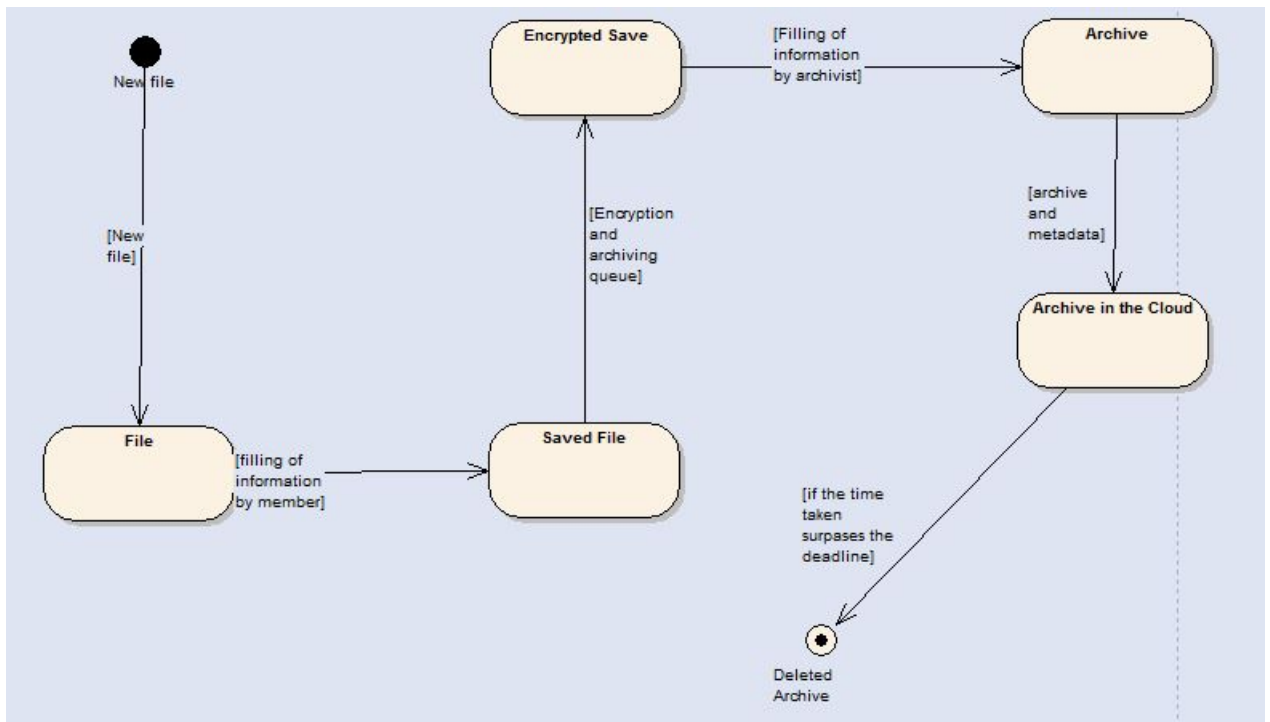 New file
[New
file]
File
[filling of
information
by member]
Saved File
[Encryption
and
archiving
queue]
Encrypted Save
[Filling of
information
by archivist]
Archive
[archive
and
metadata]
Archive in the Cloud
[if the time
taken
surpases the
deadline]
Deleted
Archive